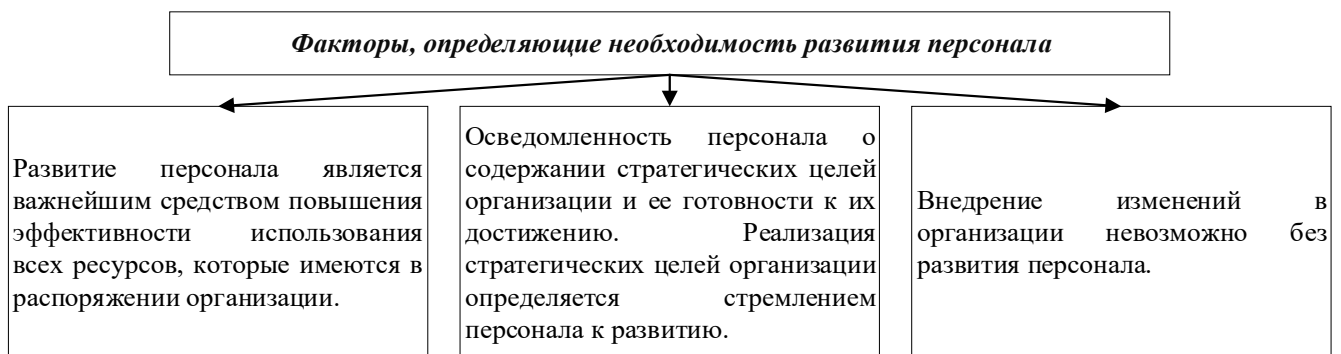 Факторы, определяющие необходимость развития персонала
Развитие персонала является
важнейшим средством повышения
эффективности использования
всех ресурсов, которые имеются в
распоряжении организации.
Осведомленность персонала о
содержании стратегических целей
организации и ее готовности к их
достижению. Реализация
стратегических целей организации
определяется стремлением
персонала к развитию.
Внедрение изменений в
организации невозможно без
развития персонала.